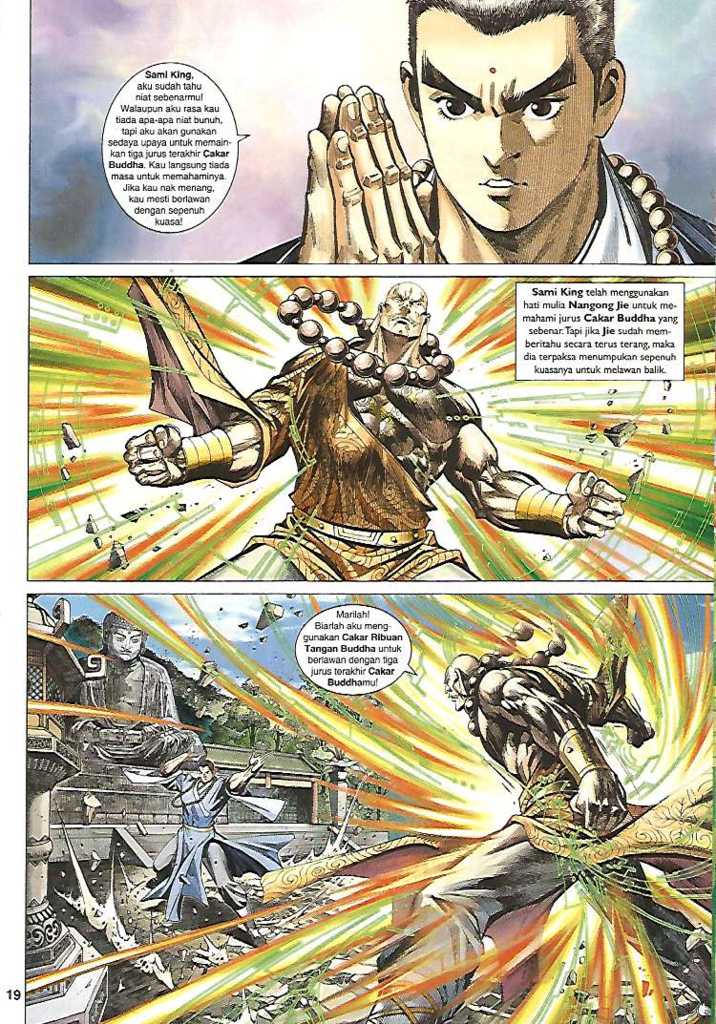 Sami King,
aku sudah tahu
niat sebenarmu!
Walaupun aku rasa kau
tiada apa-apa niat bunuh,
tapi aku akan gunakan
sedaya upaya untuk memain-
kan tiga jurus terakhir Cakar
Buddha. Kau langsung tiada
masa untuk memahaminya.
Jika kau nak menang,
kau mesti berlawan
dengan sepenuh
kuasa!
Sami King telah menggunakan
hati mulia Nangong Jie untuk me-
mahami jurus Cakar Buddha yang
sebenar. Tapi jika Jie sudah mem-
beritahu secara terus terang, maka
dia terpaksa menumpukan sepenuh
kuasanya untuk melawan balik.
Marilah!
Biarlah aku meng-
gunakan Cakar Ribuan
Tangan Buddha untuk
berlawan dengan tiga
jurus terakhir Cakar
Buddhamu!
19